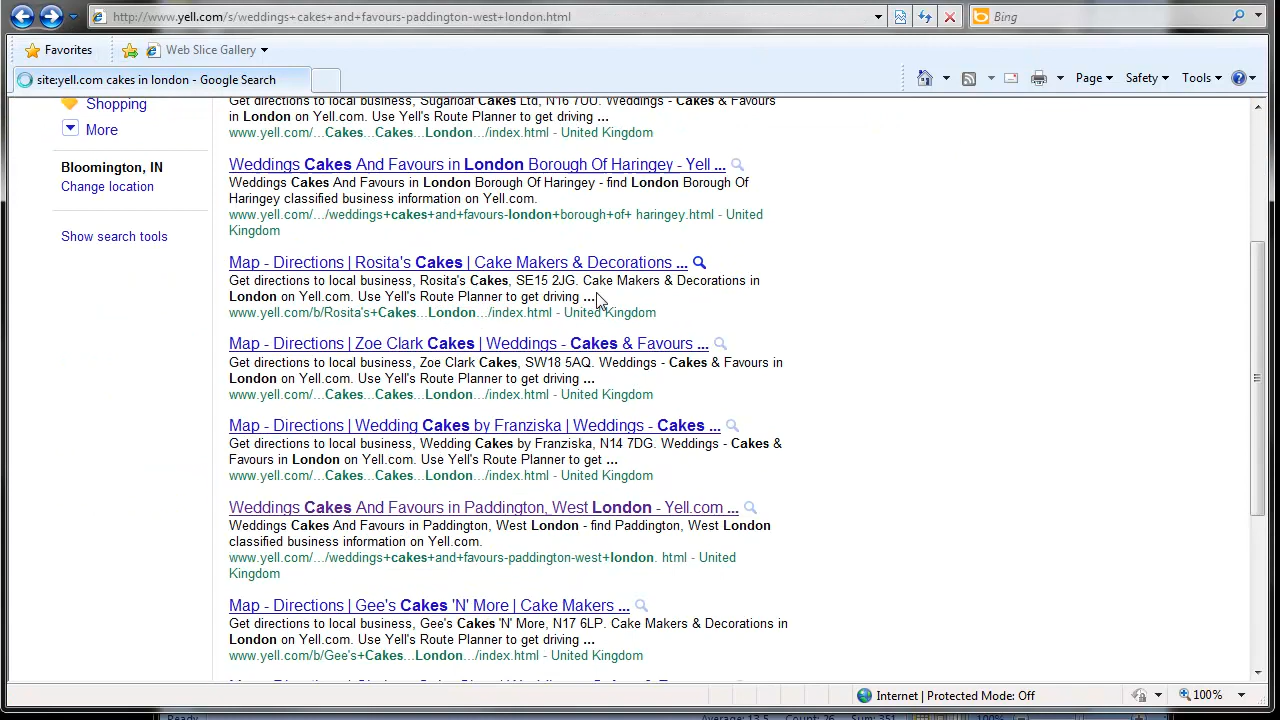 http://www.yell.com/s/weddings+cakes+and+favours-paddington-west+london.html
Bing
Favorites
Web Slice Gallery
site:yell.com cakes in london - Google Search
Page
Safety
Tools
Shopping
More
Bloomington, IN
Change location
Show search tools
Get directions to local business, Sugarloaf Cakes Ltd, N16 7UU. Weddings - Cakes & Favours
in London on Yell.com. Use Yell's Route Planner to get driving ...
www.yell.com/...Cakes...Cakes...London.../index.html - United Kingdom
Weddings Cakes And Favours in London Borough Of Haringey - Yell ...
Weddings Cakes And Favours in London Borough Of Haringey - find London Borough Of
Haringey classified business information on Yell.com.
www.yell.com/.../weddings+cakes+and+favours-london+borough+of+ haringey.html - United
Kingdom
Map - Directions | Rosita's Cakes | Cake Makers & Decorations ...
Get directions to local business, Rosita's Cakes, SE15 2JG. Cake Makers & Decorations in
London on Yell.com. Use Yell's Route Planner to get driving ...
www.yell.com/b/Rosita's+Cakes...London.../index.html - United Kingdom
Map - Directions | Zoe Clark Cakes | Weddings - Cakes & Favours ...
Get directions to local business, Zoe Clark Cakes, SW18 5AQ. Weddings - Cakes & Favours in
London on Yell.com. Use Yell's Route Planner to get driving ...
www.yell.com/...Cakes...Cakes...London.../index.html - United Kingdom
Map - Directions | Wedding Cakes by Franziska | Weddings - Cakes ...
Get directions to local business, Wedding Cakes by Franziska, N14 7DG. Weddings - Cakes &
Favours in London on Yell.com. Use Yell's Route Planner to get ...
www.yell.com/...Cakes...Cakes...London.../index.html - United Kingdom
Weddings Cakes And Favours in Paddington, West London - Yell.com ...
Weddings Cakes And Favours in Paddington, West London - find Paddington, West London
classified business information on Yell.com.
www.yell.com/.../weddings+cakes+and+favours-paddington-west+london. html - United
Kingdom
Map - Directions | Gee's Cakes 'N' More | Cake Makers ...
Get directions to local business, Gee's Cakes 'N' More, N17 6LP. Cake Makers & Decorations in
London on Yell.com. Use Yell's Route Planner to get driving ...
www.yell.com/b/Gee's+Cakes...London.../index.html - United Kingdom
Internet | Protected Mode: Off
100%
Ready
Average: 13.5 Count: 26 Sum: 351 100%